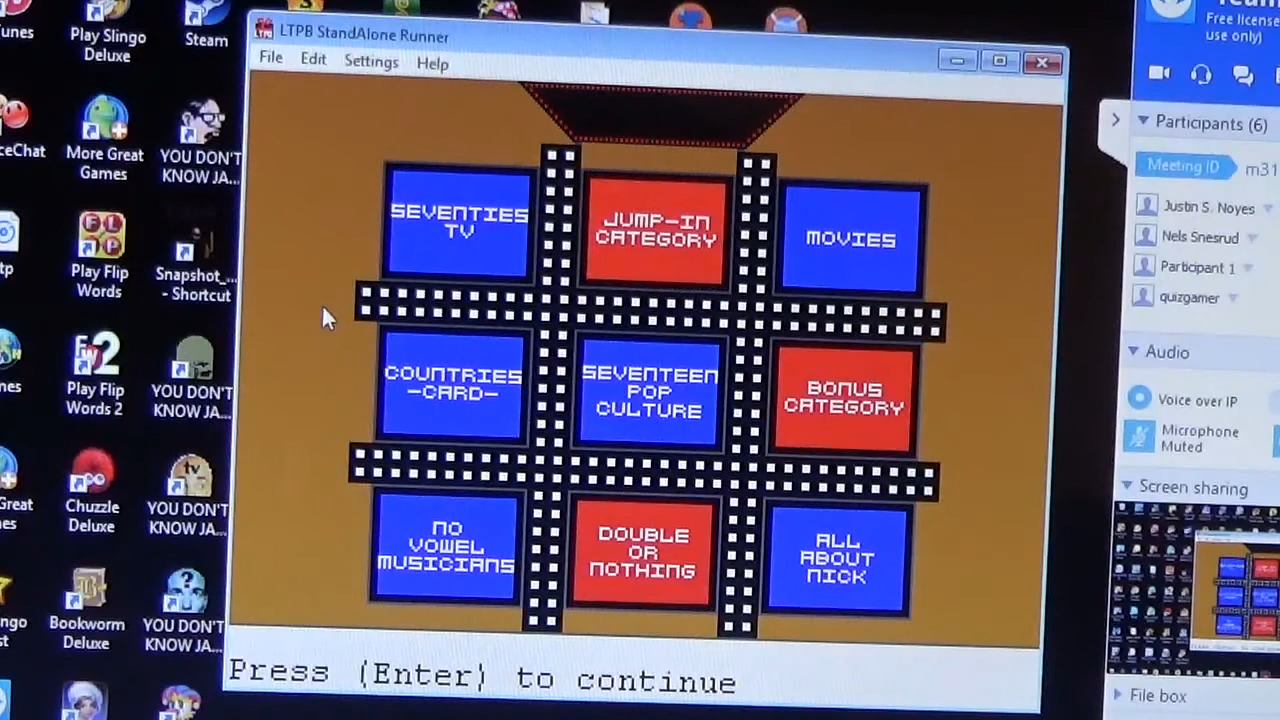 Play Slingo
Deluxe
Steam
More Great
Games
YOU DON'T
KNOW JA...
Play Flip
Words
Snapshot_...
- Shortcut
Play Flip
Words 2
YOU DON'T
KNOW JA...
Chuzzle
Deluxe
YOU DON'T
KNOW JA...
Bookworm
Deluxe
YOU DON'T
KNOW JA...
LTPB StandAlone Runner
File Edit Settings Help
SEVENTIES
TV
JUMP-IN
CATEGORY
MOVIES
COUNTRIES
-CARD-
SEVENTEEN
POP
CULTURE
BONUS
CATEGORY
NO
VOWEL
MUSICIANS
DOUBLE
OR
NOTHING
ALL
ABOUT
NICK
Press (Enter) to continue
Free license
use only)
Participants (6)
Meeting ID m31
Justin S. Noyes
Nels Snesrud
Participant 1
quizgamer
Audio
Voice over IP
Microphone
Muted
Screen sharing
File box